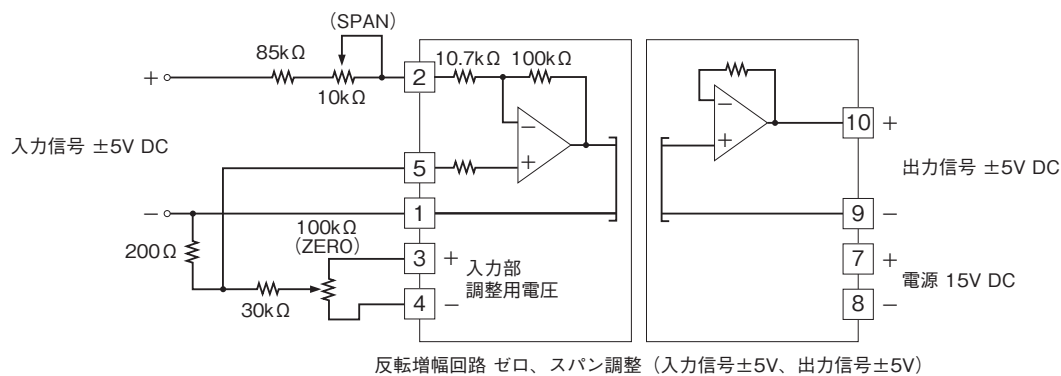 (SPAN)
85kΩ
10kΩ
2
10.7kΩ
100kΩ
+
−
+
入力信号 ±5V DC
5
−
1
200Ω
100kΩ
(ZERO)
30kΩ
3
+
4
−
入力部
調整用電圧
−
+
10
+
出力信号 ±5V DC
9
−
7
+
電源 15V DC
8
−
反転増幅回路 ゼロ、スパン調整（入力信号±5V、出力信号±5V）